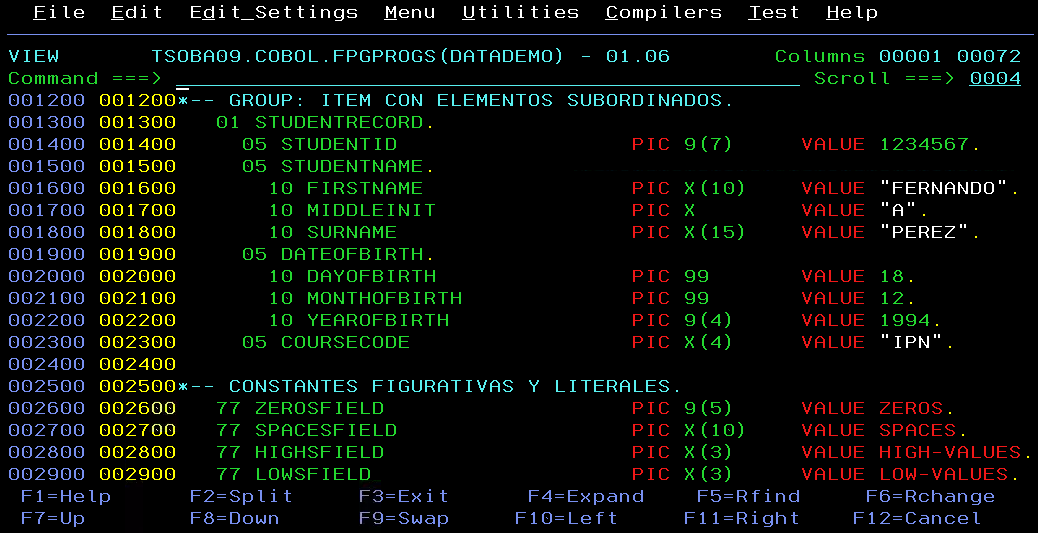 File  Edit  Edit_Settings  Menu  Utilities  Compilers  Test  Help
VIEW       TSOBA09.COBOL.FPGPROGS(DATADEMO) - 01.06        Columns 00001 00072
Command ===>                                                  Scroll ===> 0004
001200 001200*-- GROUP: ITEM CON ELEMENTOS SUBORDINADOS.
001300 001300   01 STUDENTRECORD.
001400 001400     05 STUDENTID                  PIC 9(7)     VALUE 1234567.
001500 001500     05 STUDENTNAME.
001600 001600       10 FIRSTNAME                PIC X(10)    VALUE "FERNANDO".
001700 001700       10 MIDDLEINIT               PIC X        VALUE "A".
001800 001800       10 SURNAME                  PIC X(15)    VALUE "PEREZ".
001900 001900     05 DATEOFBIRTH.
002000 002000       10 DAYOFBIRTH               PIC 99       VALUE 18.
002100 002100       10 MONTHOFBIRTH             PIC 99       VALUE 12.
002200 002200       10 YEAROFBIRTH              PIC 9(4)     VALUE 1994.
002300 002300     05 COURSECODE                 PIC X(4)     VALUE "IPN".
002400 002400
002500 002500*-- CONSTANTES FIGURATIVAS Y LITERALES.
002600 002600   77 ZEROSFIELD                   PIC 9(5)     VALUE ZEROS.
002700 002700   77 SPACESFIELD                  PIC X(10)    VALUE SPACES.
002800 002800   77 HIGHSFIELD                   PIC X(3)     VALUE HIGH-VALUES.
002900 002900   77 LOWSFIELD                    PIC X(3)     VALUE LOW-VALUES.
F1=Help      F2=Split     F3=Exit      F4=Expand    F5=Rfind     F6=Rchange
F7=Up        F8=Down      F9=Swap     F10=Left     F11=Right    F12=Cancel